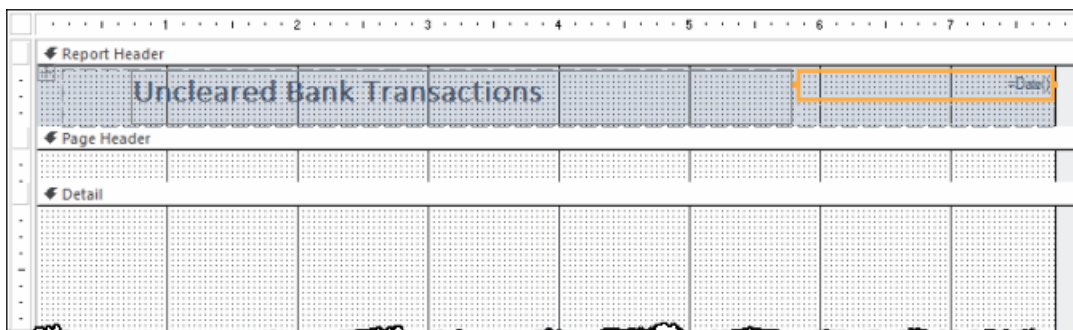 1 2 3 4 5 6 7
Report Header
Uncleared Bank Transactions
=Date()
Page Header
Detail